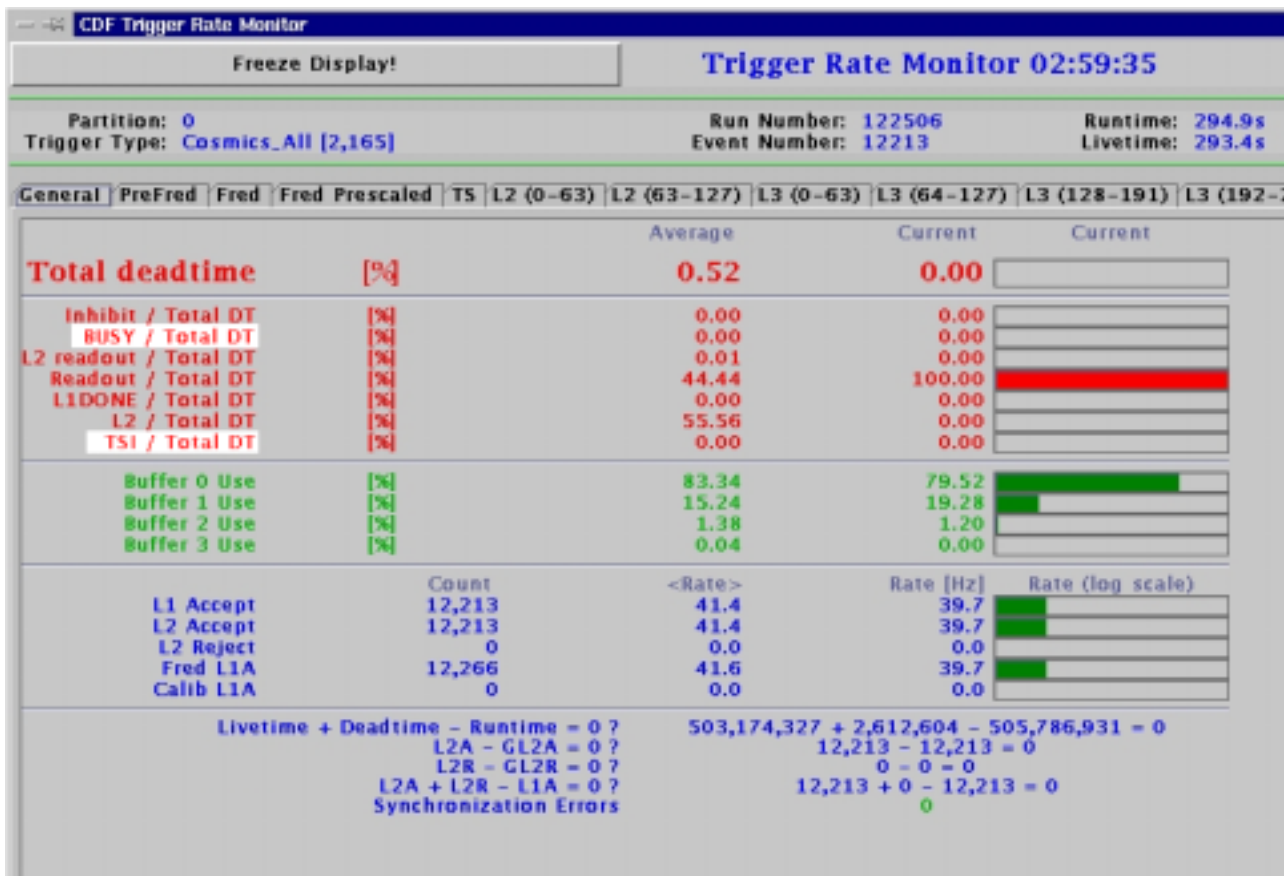 CDF Trigger Rate Monitor
Freeze Display!
Trigger Rate Monitor 02:59:35
Partition: 0 Run Number: 122506 Runtime: 294.9s
Trigger Type: Cosmics_All [2,165] Event Number: 12213 Livetime: 293.4s
General PreFred Fred Fred Prescaled TS L2 (0-63) L2 (63-127) L3 (0-63) L3 (64-127) L3 (128-191) L3 (192-
Average Current Current
Total deadtime [%] 0.52 0.00
Inhibit / Total DT [%] 0.00 0.00
BUSY / Total DT [%] 0.00 0.00
L2 readout / Total DT [%] 0.01 0.00
Readout / Total DT [%] 44.44 100.00
L1DONE / Total DT [%] 0.00 0.00
L2 / Total DT [%] 55.56 0.00
TSI / Total DT [%] 0.00 0.00
Buffer 0 Use [%] 83.34 79.52
Buffer 1 Use [%] 15.24 19.28
Buffer 2 Use [%] 1.38 1.20
Buffer 3 Use [%] 0.04 0.00
Count <Rate> Rate [Hz] Rate (log scale)
L1 Accept 12,213 41.4 39.7
L2 Accept 12,213 41.4 39.7
L2 Reject 0 0.0 0.0
Fred L1A 12,266 41.6 39.7
Calib L1A 0 0.0 0.0
Livetime + Deadtime - Runtime = 0 ? 503,174,327 + 2,612,604 - 505,786,931 = 0
L2A - GL2A = 0 ? 12,213 - 12,213 = 0
L2R - GL2R = 0 ? 0 - 0 = 0
L2A + L2R - L1A = 0 ? 12,213 + 0 - 12,213 = 0
Synchronization Errors 0